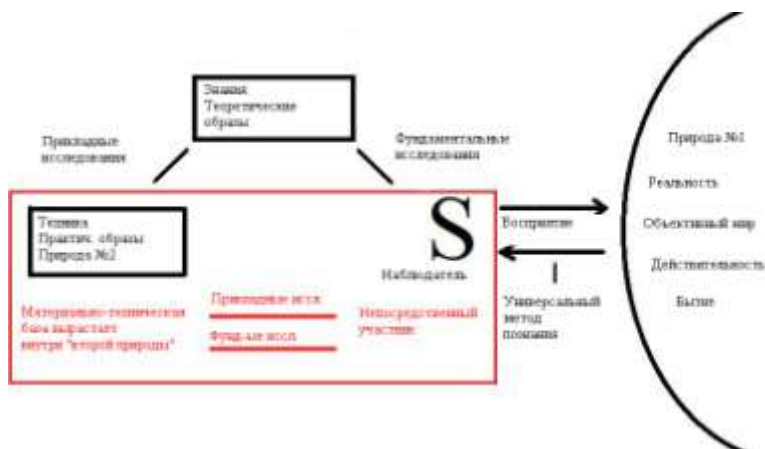 Знания
Теоретические
образы
Прикладные
исследования
Фундаментальные
исследования
Природа №1
Реальность
Объективный мир
Действительность
Бытие
Техника
Практич. образы
Природа №2
S
Наблюдатель
Восприятие
Универсальный
метод
познания
Материально-техническая
база вырастает
внутри "второй природы"
Прикладные иссл.
Фунд-ые иссл.
Непосредственный
участник